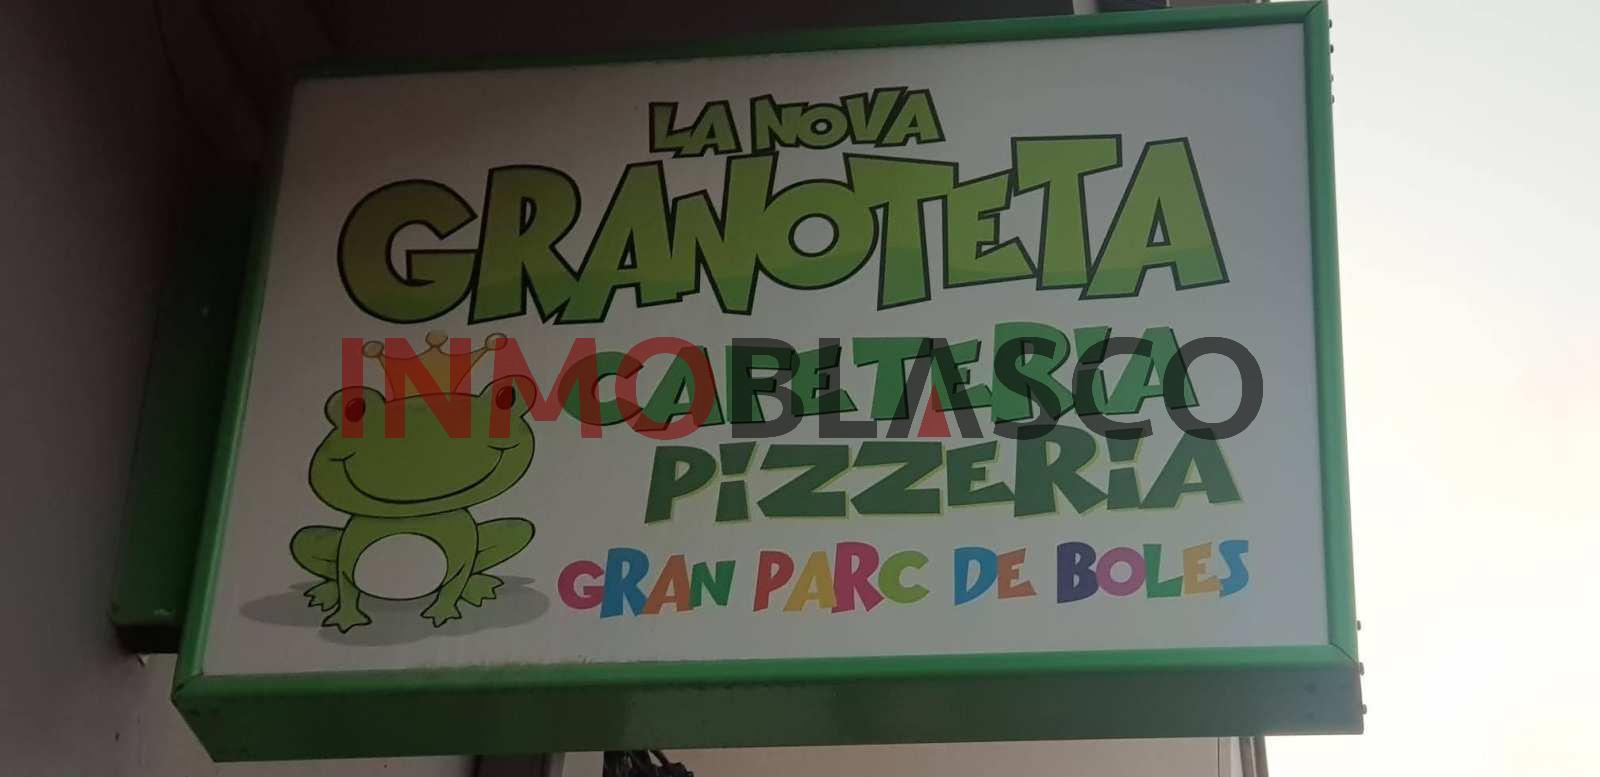 LA NOVA
GRANOTETA
CAFETERIA
INMOBLASCO
PIZZERIA
GRAN PARC DE BOLES